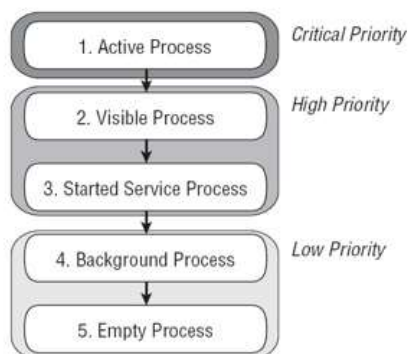 1. Active Process
Critical Priority
2. Visible Process
High Priority
3. Started Service Process
4. Background Process
Low Priority
5. Empty Process